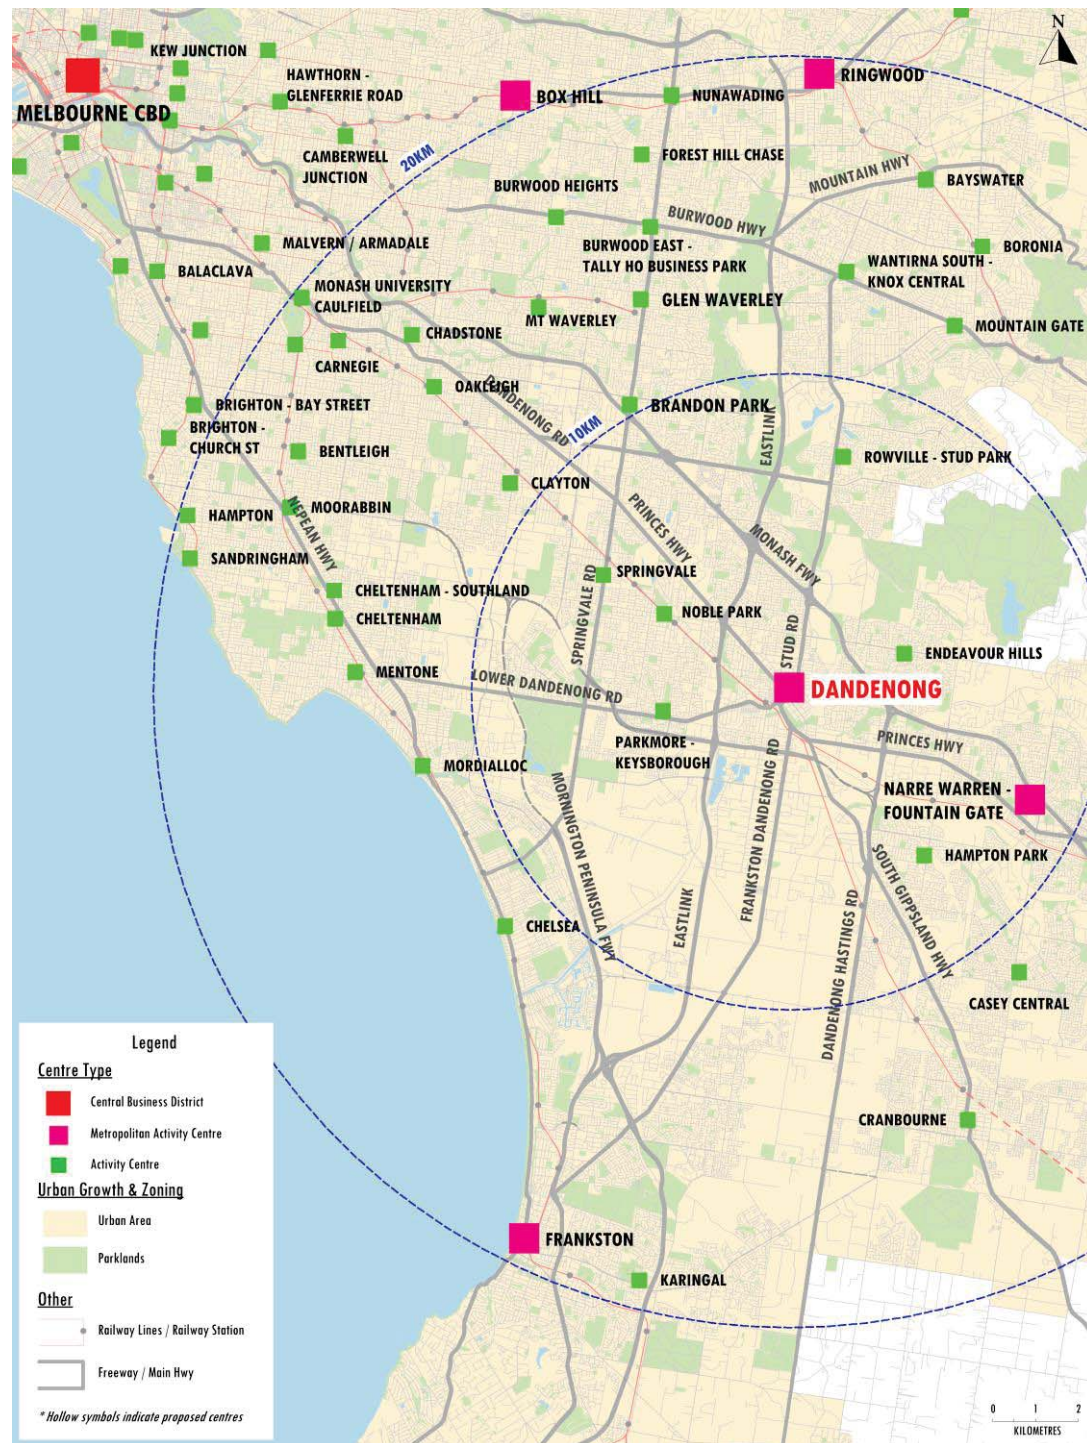 N
KEW JUNCTION
MELBOURNE CBD
HAWTHORN -
GLENFERRIE ROAD
BOX HILL
NUNAWADING
RINGWOOD
CAMBERWELL
JUNCTION
20KM
FOREST HILL CHASE
MOUNTAIN HWY
BAYSWATER
BURWOOD HEIGHTS
BURWOOD HWY
MALVERN / ARMADALE
BURWOOD EAST -
TALLY HO BUSINESS PARK
BORONIA
WANTIRNA SOUTH -
KNOX CENTRAL
BALACLAVA
MONASH UNIVERSITY
CAULFIELD
GLEN WAVERLEY
MT WAVERLEY
CHADSTONE
MOUNTAIN GATE
CARNEGIE
OAKLEIGH
DANDENONG RD
BRIGHTON - BAY STREET
BRANDON PARK
10KM
EASTLINK
BRIGHTON -
CHURCH ST
BENTLEIGH
ROWVILLE - STUD PARK
CLAYTON
HAMPTON
MOORABBIN
NEPEAN HWY
PRINCES HWY
MONASH FWY
SANDRINGHAM
SPRINGVALE
CHELTENHAM - SOUTHLAND
SPRINGVALE RD
NOBLE PARK
CHELTENHAM
STUD RD
ENDEAVOUR HILLS
MENTONE
LOWER DANDENONG RD
DANDENONG
PARKMORE -
KEYSBOROUGH
PRINCES HWY
MORDIALLOC
NARRE WARREN -
FOUNTAIN GATE
MORNINGTON PENINSULA FWY
FRANKSTON DANDENONG RD
HAMPTON PARK
SOUTH GIPPSLAND HWY
CHELSEA
EASTLINK
DANDENONG HASTINGS RD
CASEY CENTRAL
CRANBOURNE
FRANKSTON
KARINGAL
Legend
Centre Type
Central Business District
Metropolitan Activity Centre
Activity Centre
Urban Growth & Zoning
Urban Area
Parklands
Other
Railway Lines / Railway Station
Freeway / Main Hwy
* Hollow symbols indicate proposed centres
0 1 2
KILOMETRES